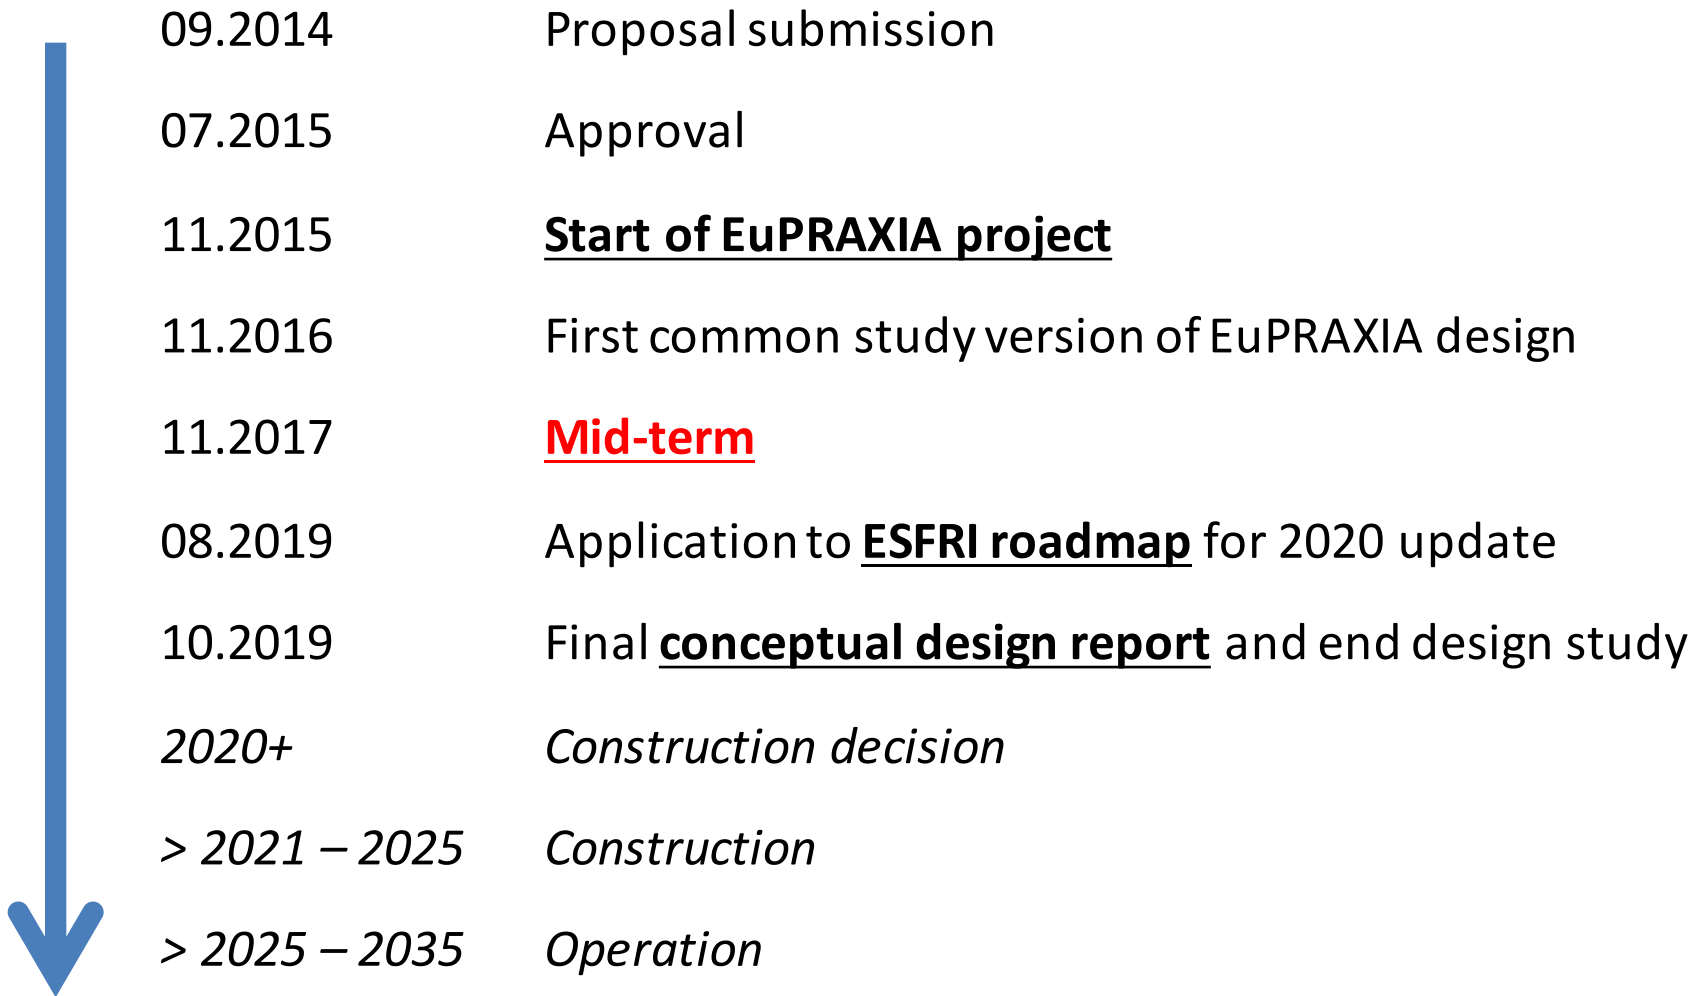 09.2014 Proposal submission
07.2015 Approval
11.2015 Start of EuPRAXIA project
11.2016 First common study version of EuPRAXIA design
11.2017 Mid-term
08.2019 Application to ESFRI roadmap for 2020 update
10.2019 Final conceptual design report and end design study
2020+ Construction decision
> 2021 – 2025 Construction
> 2025 – 2035 Operation